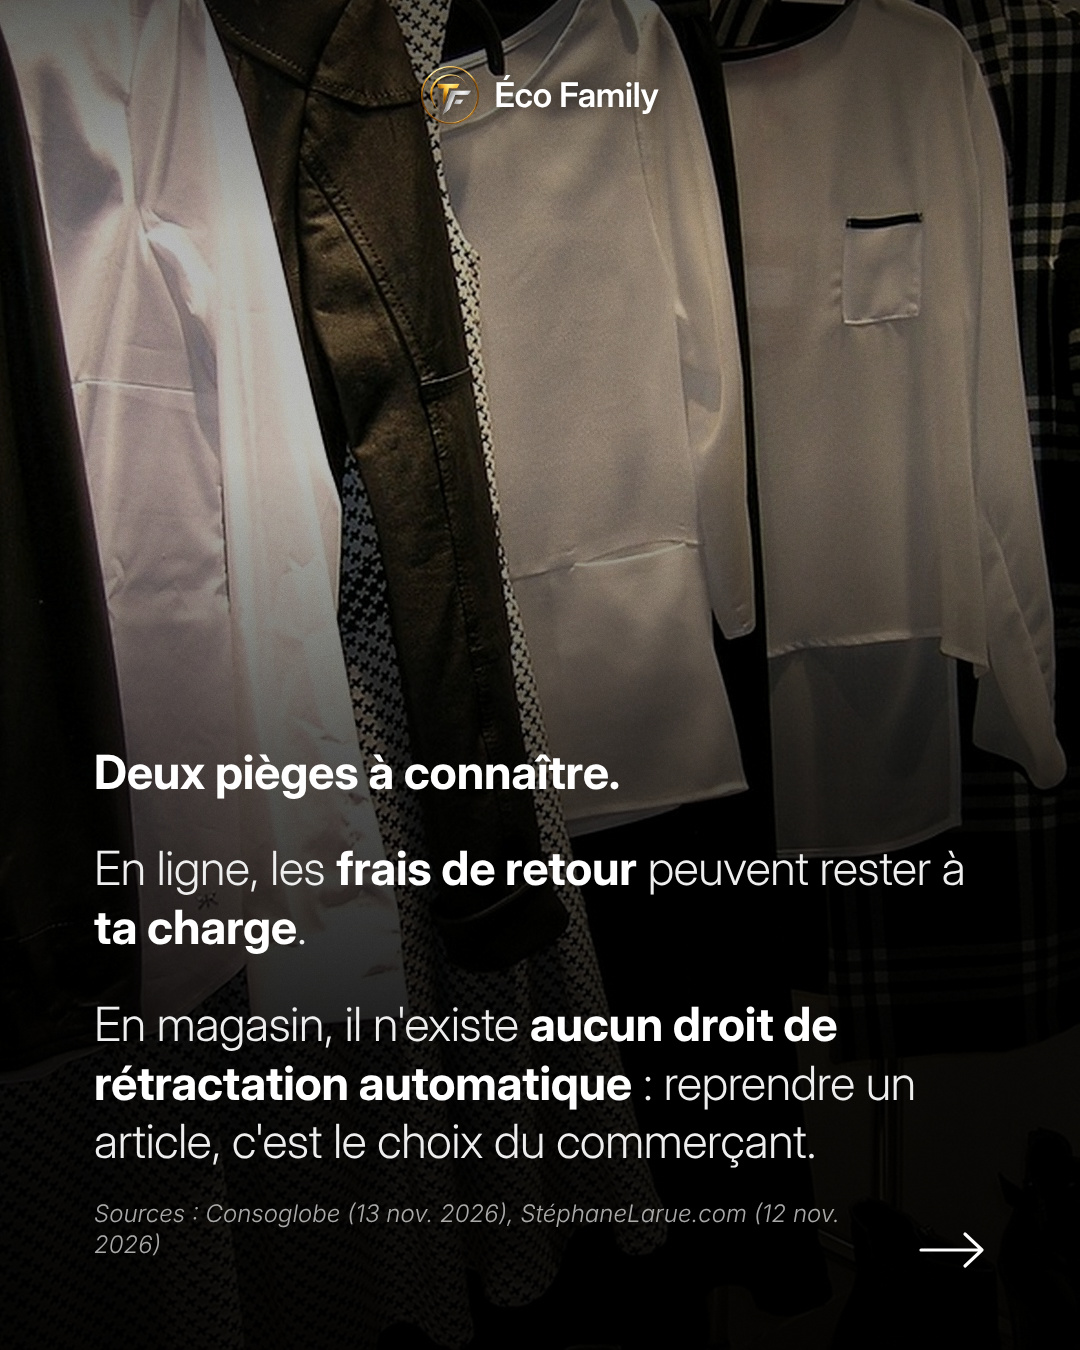 TF
Éco Family
Deux pièges à connaître.
En ligne, les frais de retour peuvent rester à
ta charge.
En magasin, il n'existe aucun droit de
rétractation automatique : reprendre un
article, c'est le choix du commerçant.
Sources : Consoglobe (13 nov. 2026), StéphaneLarue.com (12 nov.
2026)